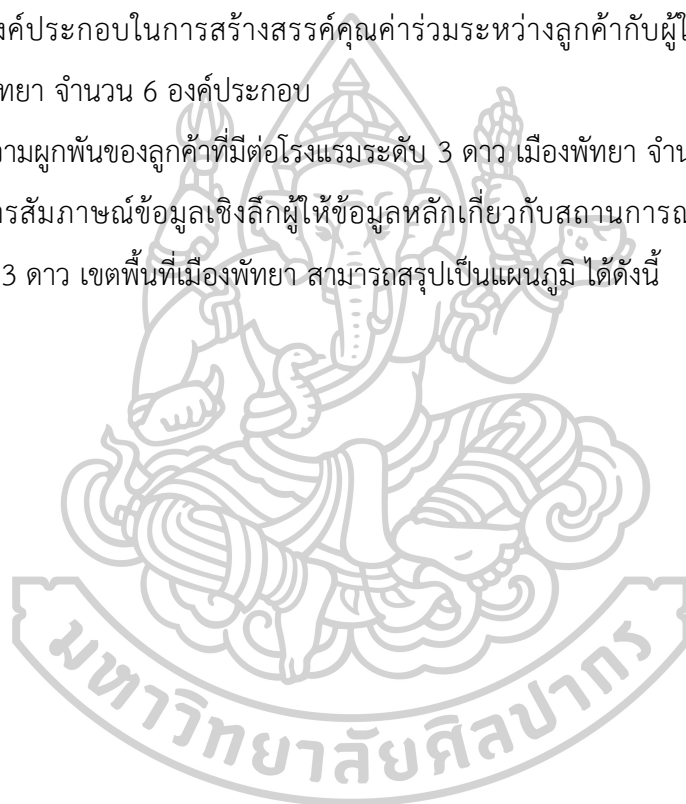 งค์ประกอบในการสร้างสรรค์คุณค่าร่วมระหว่างลูกค้ากับผู้ใ
ทยา จำนวน 6 องค์ประกอบ
ามผูกพันของลูกค้าที่มีต่อโรงแรมระดับ 3 ดาว เมืองพัทยา จำน
ารสัมภาษณ์ข้อมูลเชิงลึกผู้ให้ข้อมูลหลักเกี่ยวกับสถานการถ
3 ดาว เขตพื้นที่เมืองพัทยา สามารถสรุปเป็นแผนภูมิ ได้ดังนี้
มหาวิทยาลัยศิลปากร